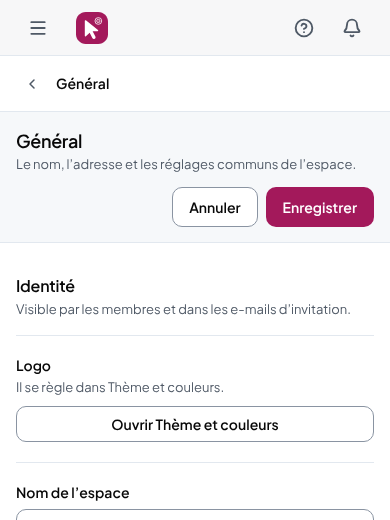 Général
Général
Le nom, l'adresse et les réglages communs de l'espace.
Annuler
Enregistrer
Identité
Visible par les membres et dans les e-mails d'invitation.
Logo
Il se règle dans Thème et couleurs.
Ouvrir Thème et couleurs
Nom de l'espace